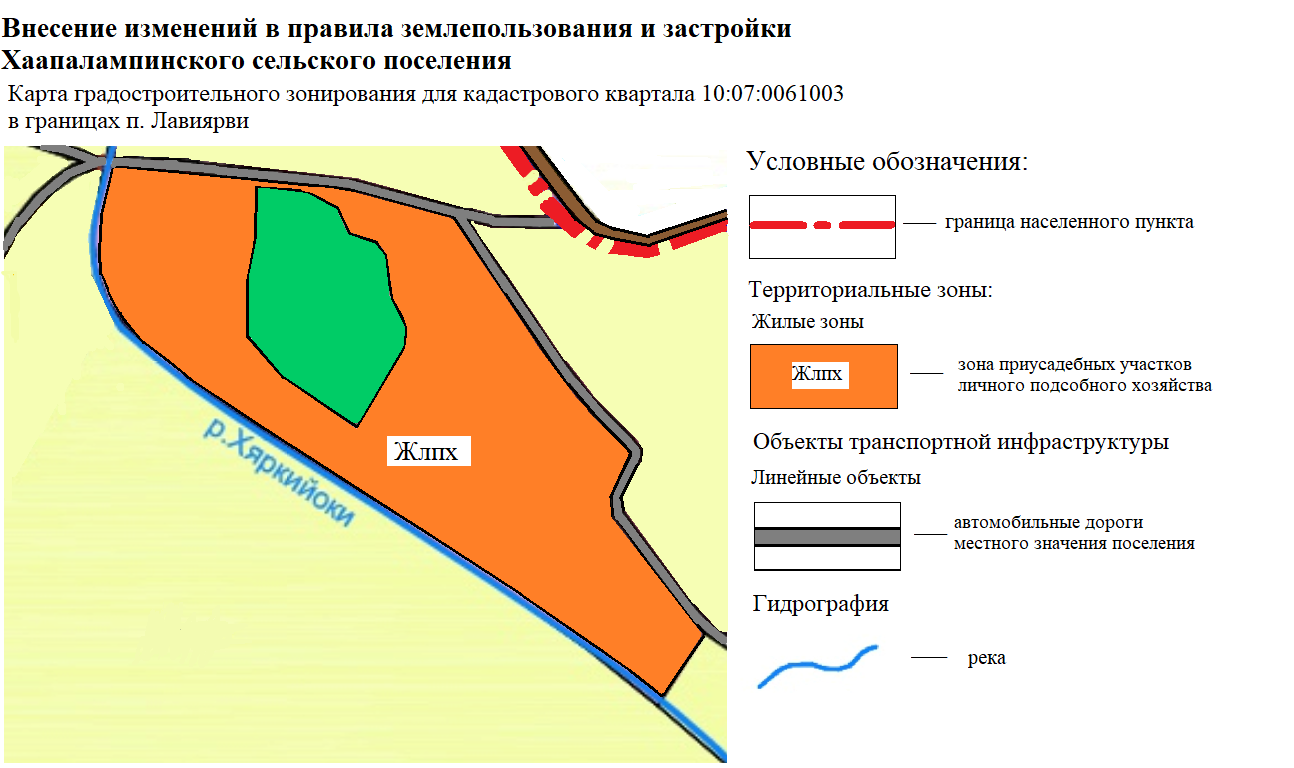 Внесение изменений в правила землепользования и застройки
Хаапалампинского сельского поселения
Карта градостроительного зонирования для кадастрового квартала 10:07:0061003
в границах п. Лавиярви
р.Хяркийоки
Жлпх
Условные обозначения:
граница населенного пункта
Территориальные зоны:
Жилые зоны
Жлпх
зона приусадебных участков
личного подсобного хозяйства
Объекты транспортной инфраструктуры
Линейные объекты
автомобильные дороги
местного значения поселения
Гидрография
река